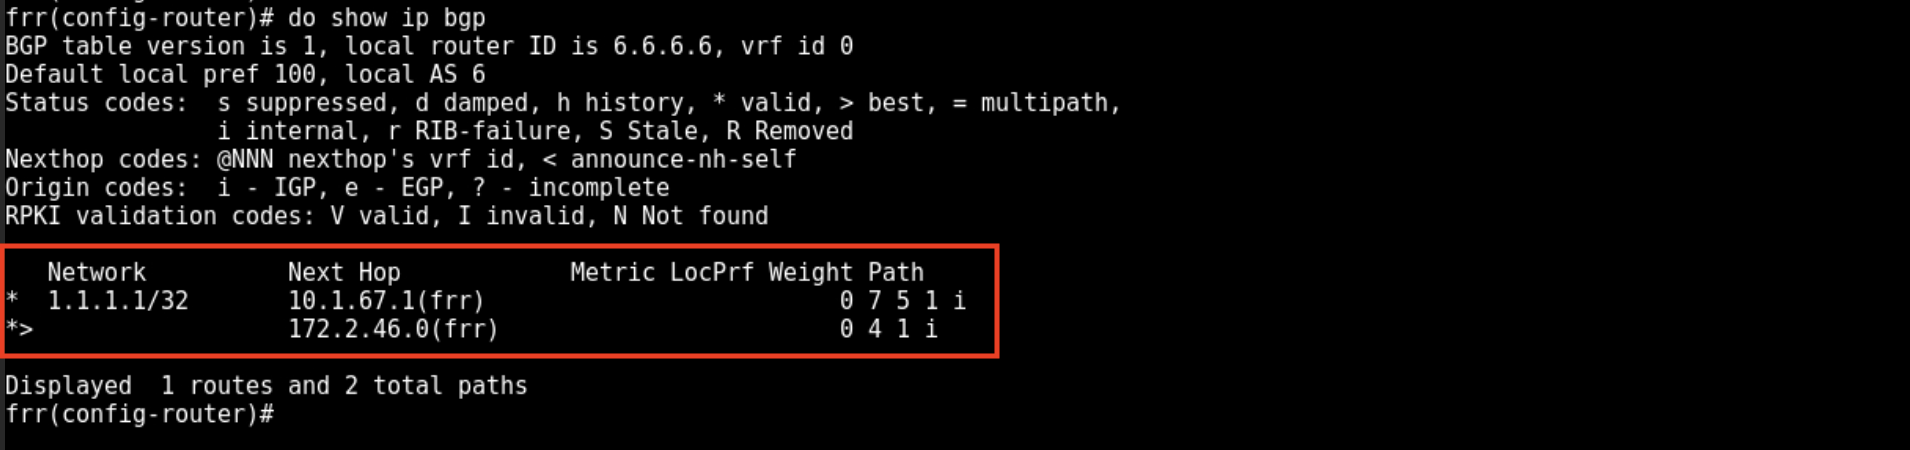 frr(config-router)# do show ip bgp
BGP table version is 1, local router ID is 6.6.6.6, vrf id 0
Default local pref 100, local AS 6
Status codes:  s suppressed, d damped, h history, * valid, > best, = multipath,
               i internal, r RIB-failure, S Stale, R Removed
Nexthop codes: @NNN nexthop's vrf id, < announce-nh-self
Origin codes:  i - IGP, e - EGP, ? - incomplete
RPKI validation codes: V valid, I invalid, N Not found
   Network          Next Hop            Metric LocPrf Weight Path
*  1.1.1.1/32       10.1.67.1(frr)                         0 7 5 1 i
*>                  172.2.46.0(frr)                        0 4 1 i
Displayed  1 routes and 2 total paths
frr(config-router)#